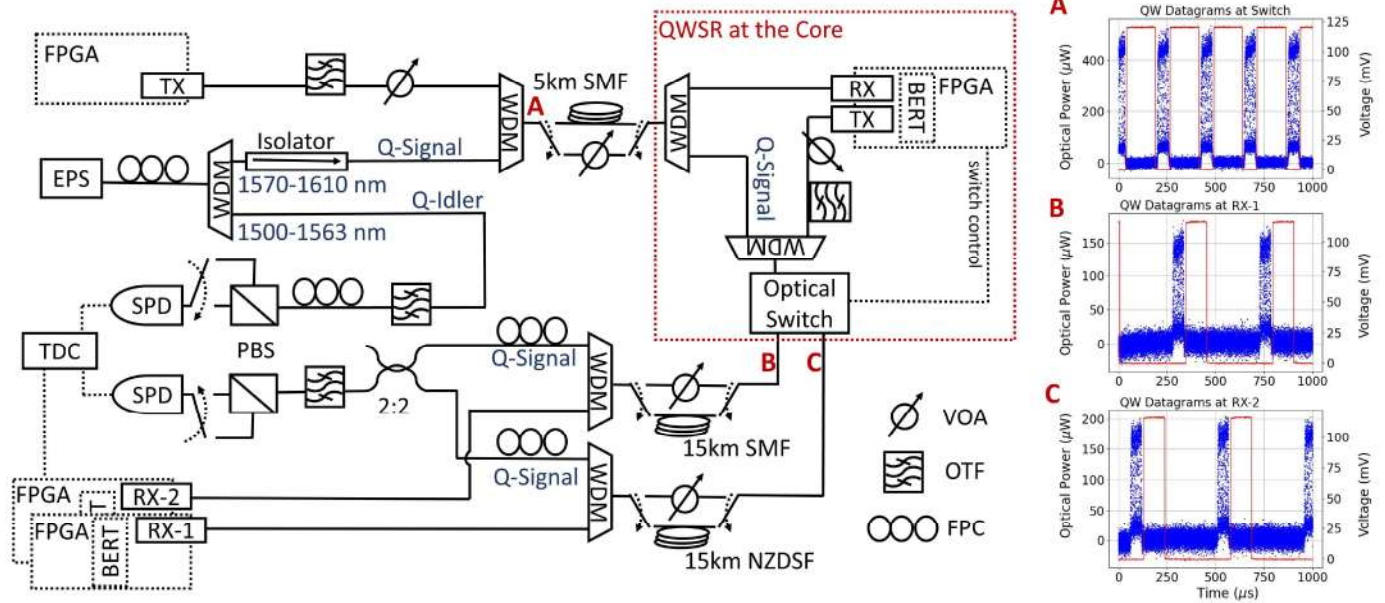 FPGA
TX
EPS
WDM
Isolator
1570-1610 nm
Q-Signal
Q-Idler
1500-1563 nm
WDM
A
5km SMF
QWSR at the Core
WDM
RX
TX
BERT
FPGA
Q-Signal
switch control
WDM
Optical
Switch
B
C
SPD
TDC
PBS
SPD
2:2
Q-Signal
WDM
15km SMF
Q-Signal
WDM
15km NZDSF
FPGA
T
RX-2
FPGA
BERT
RX-1
VOA
OTF
FPC
A
QW Datagrams at Switch
Optical Power (µW)
400
200
0
125
100
75
50
25
0
Voltage (mV)
0 250 500 750 1000
B
QW Datagrams at RX-1
Optical Power (µW)
150
100
50
0
100
75
50
25
0
Voltage (mV)
0 250 500 750 1000
C
QW Datagrams at RX-2
Optical Power (µW)
200
150
100
50
0
100
75
50
25
0
Voltage (mV)
0 250 500 750 1000
Time (µs)